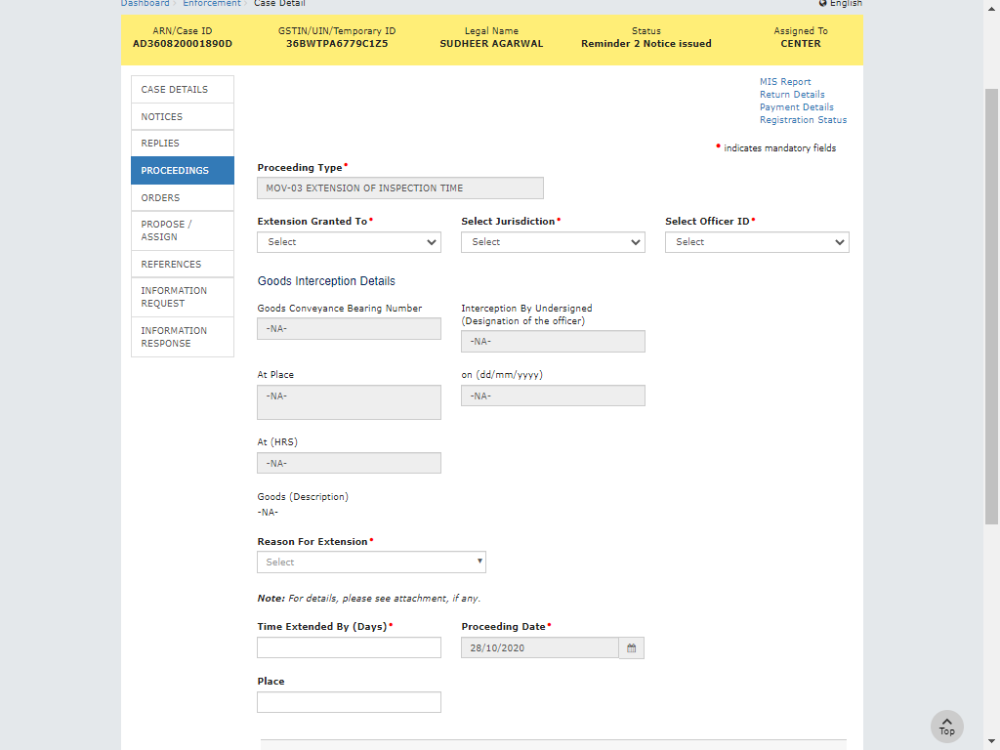 Dashboard › Enforcement › Case Detail
English
ARN/Case ID
AD360820001890D
GSTIN/UIN/Temporary ID
36BWTPA6779C1Z5
Legal Name
SUDHEER AGARWAL
Status
Reminder 2 Notice issued
Assigned To
CENTER
CASE DETAILS
NOTICES
REPLIES
PROCEEDINGS
ORDERS
PROPOSE /
ASSIGN
REFERENCES
INFORMATION
REQUEST
INFORMATION
RESPONSE
MIS Report
Return Details
Payment Details
Registration Status
• indicates mandatory fields
Proceeding Type•
MOV-03 EXTENSION OF INSPECTION TIME
Extension Granted To•
Select
Select Jurisdiction•
Select
Select Officer ID•
Select
Goods Interception Details
Goods Conveyance Bearing Number
-NA-
Interception By Undersigned
(Designation of the officer)
-NA-
At Place
-NA-
on (dd/mm/yyyy)
-NA-
At (HRS)
-NA-
Goods (Description)
-NA-
Reason For Extension•
Select
Note: For details, please see attachment, if any.
Time Extended By (Days)•
Proceeding Date•
28/10/2020
Place
Top